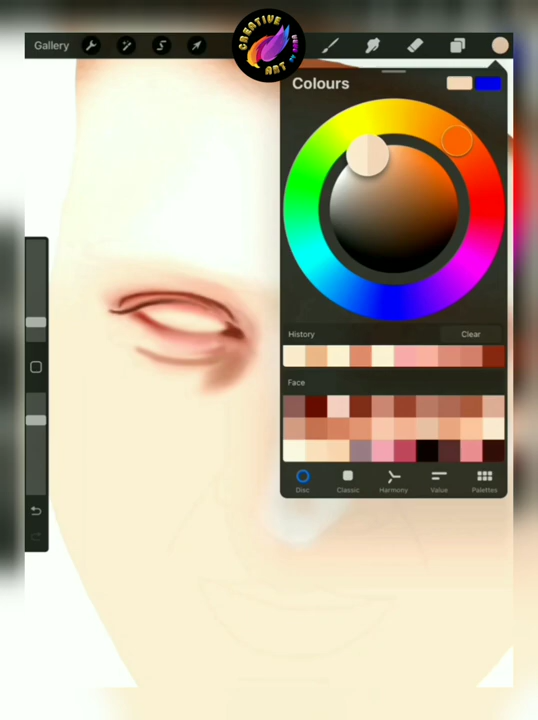 Gallery
CREATIVE
ART
Colours
History
Clear
Face
Disc
Classic
Harmony
Value
Palettes